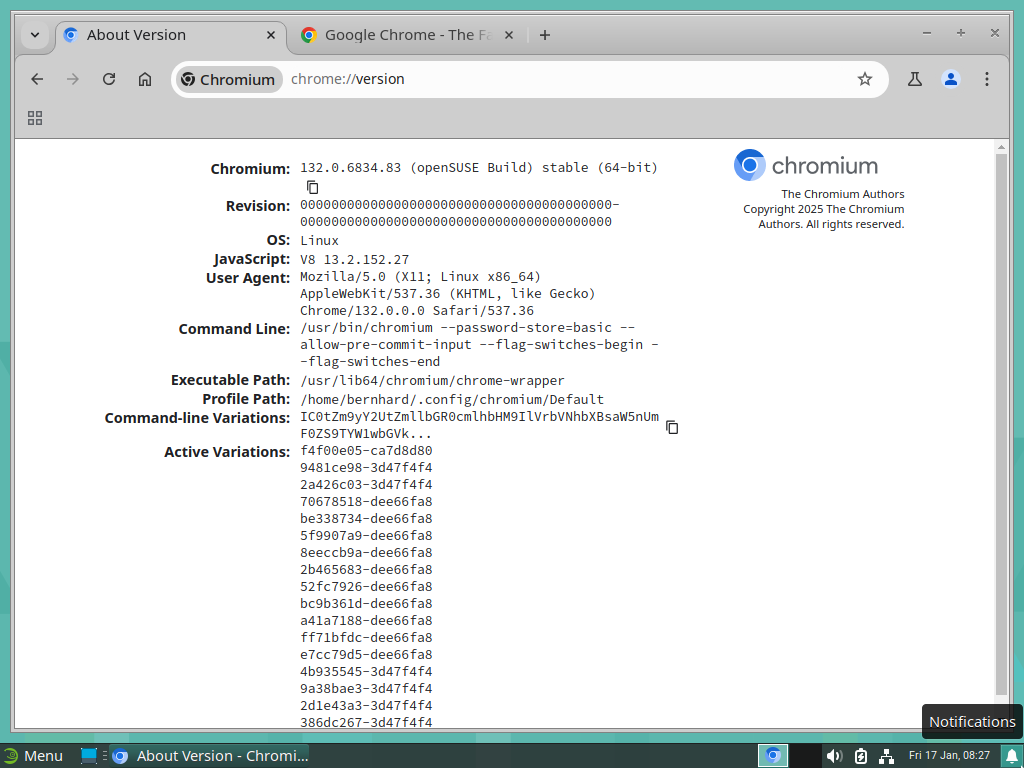 About Version
Google Chrome - The Fa
Chromium
chrome://version
Chromium: 132.0.6834.83 (openSUSE Build) stable (64-bit)
Revision: 0000000000000000000000000000000000000000-
0000000000000000000000000000000000000000
OS: Linux
JavaScript: V8 13.2.152.27
User Agent: Mozilla/5.0 (X11; Linux x86_64)
AppleWebKit/537.36 (KHTML, like Gecko)
Chrome/132.0.0.0 Safari/537.36
Command Line: /usr/bin/chromium --password-store=basic --
allow-pre-commit-input --flag-switches-begin -
-flag-switches-end
Executable Path: /usr/lib64/chromium/chrome-wrapper
Profile Path: /home/bernhard/.config/chromium/Default
Command-line Variations: IC0tZm9yY2UtZmllbGR0cmlhbHM9IlVrbVNhbXBsaW5nUm
F0ZS9TYW1wbGVk...
Active Variations: f4f00e05-ca7d8d80
9481ce98-3d47f4f4
2a426c03-3d47f4f4
70678518-dee66fa8
be338734-dee66fa8
5f9907a9-dee66fa8
8eeccb9a-dee66fa8
2b465683-dee66fa8
52fc7926-dee66fa8
bc9b361d-dee66fa8
a41a7188-dee66fa8
ff71bfdc-dee66fa8
e7cc79d5-dee66fa8
4b935545-3d47f4f4
9a38bae3-3d47f4f4
2d1e43a3-3d47f4f4
386dc267-3d47f4f4
chromium
The Chromium Authors
Copyright 2025 The Chromium
Authors. All rights reserved.
Notifications
Menu
About Version - Chromi...
Fri 17 Jan, 08:27